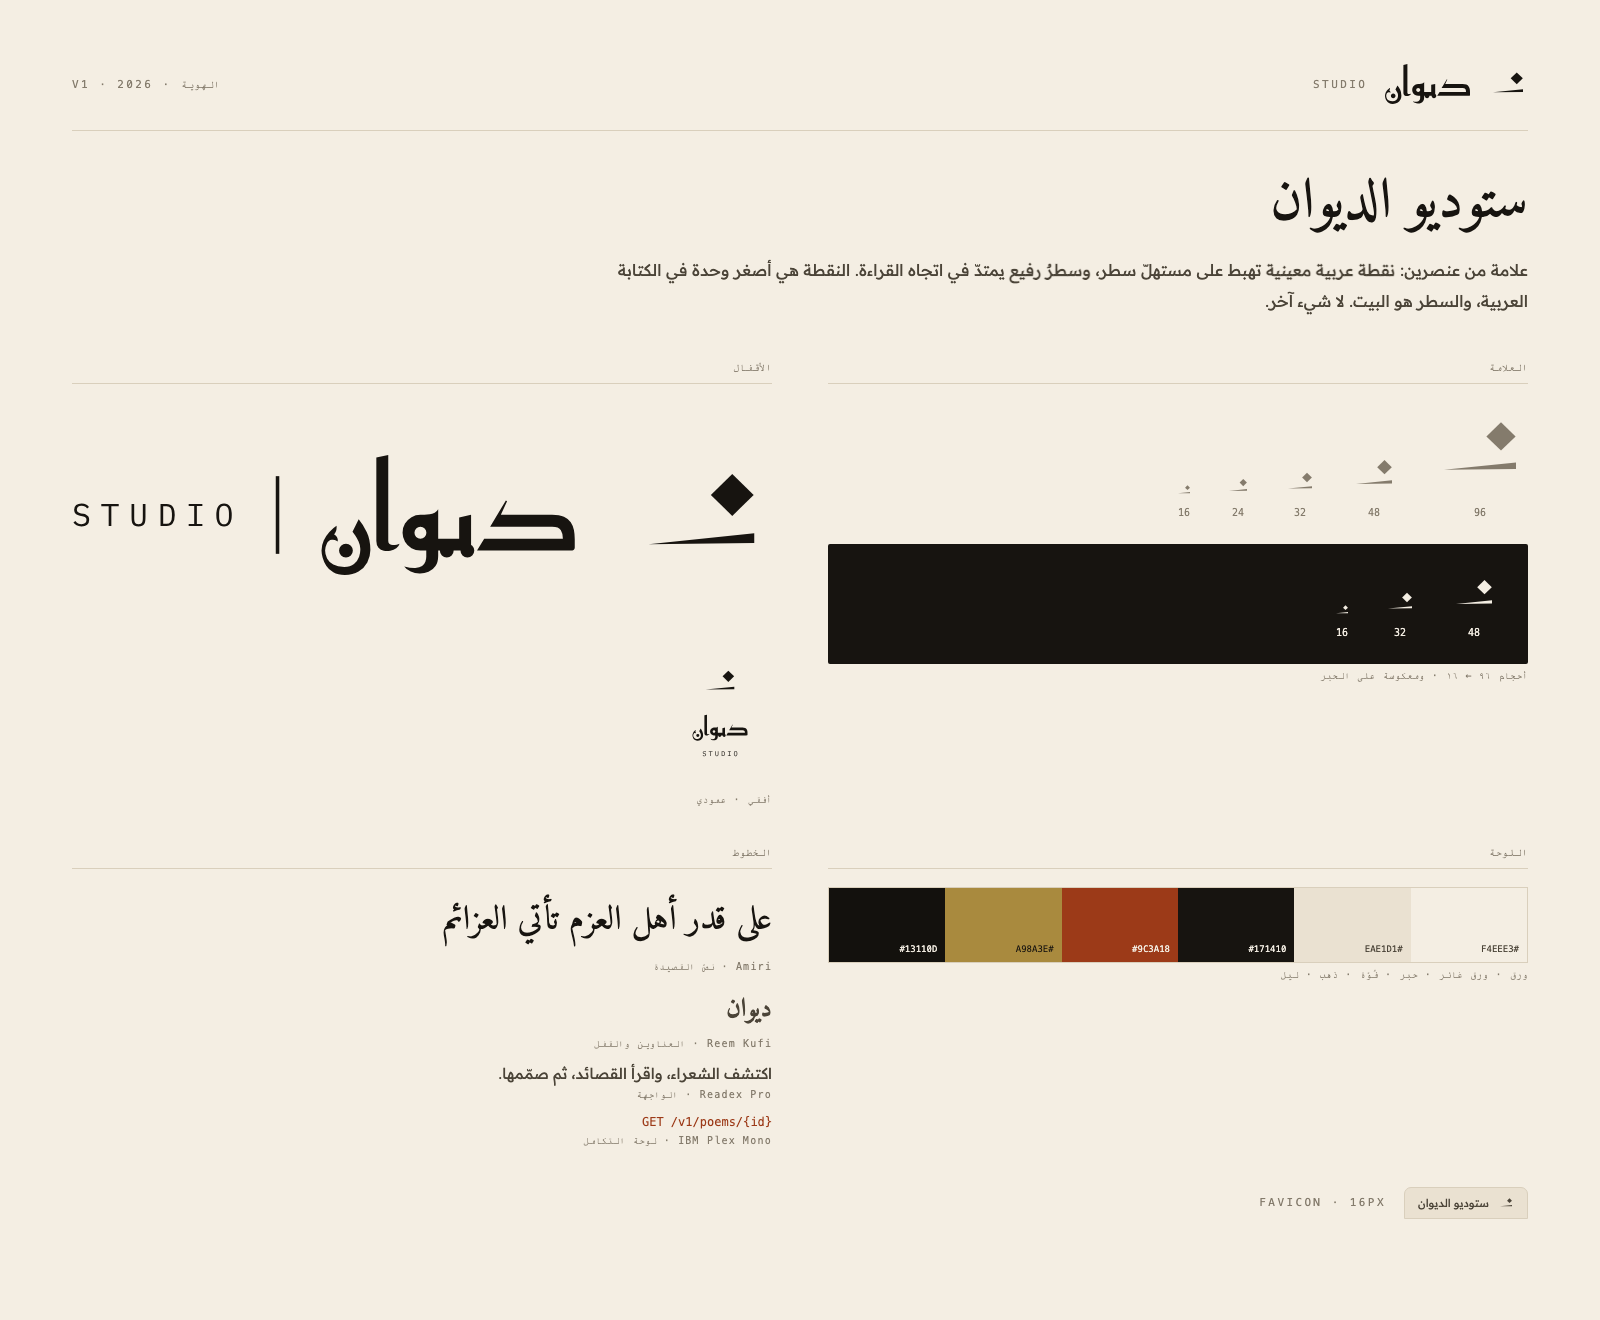 ديوان STUDIO
الهوية · V1 · 2026
ستوديو الديوان
علامة من عنصرين: نقطة عربية معينية تهبط على مستهلّ سطر، وسطرٌ رفيع يمتدّ في اتجاه القراءة. النقطة هي أصغر وحدة في الكتابة
العربية، والسطر هو البيت. لا شيء آخر.
العلامة
96 48 32 24 16
48 32 16
أحجام ٩٦ ← ١٦ · ومعكوسة على الحبر
الأقفال
ديوان | STUDIO
ديوان
STUDIO
أفقي · عمودي
اللوحة
F4EEE3# EAE1D1# #171410 #9C3A18 A98A3E# #13110D
ورق · ورق غائر · حبر · فُوّة · ذهب · ليل
الخطوط
على قدر أهل العزم تأتي العزائم
Amiri · نصّ القصيدة
ديوان
Reem Kufi · العناوين والقفل
اكتشف الشعراء، واقرأ القصائد، ثم صمّمها.
Readex Pro · الواجهة
GET /v1/poems/{id}
IBM Plex Mono · لوحة التكامل
ستوديو الديوان
FAVICON · 16PX